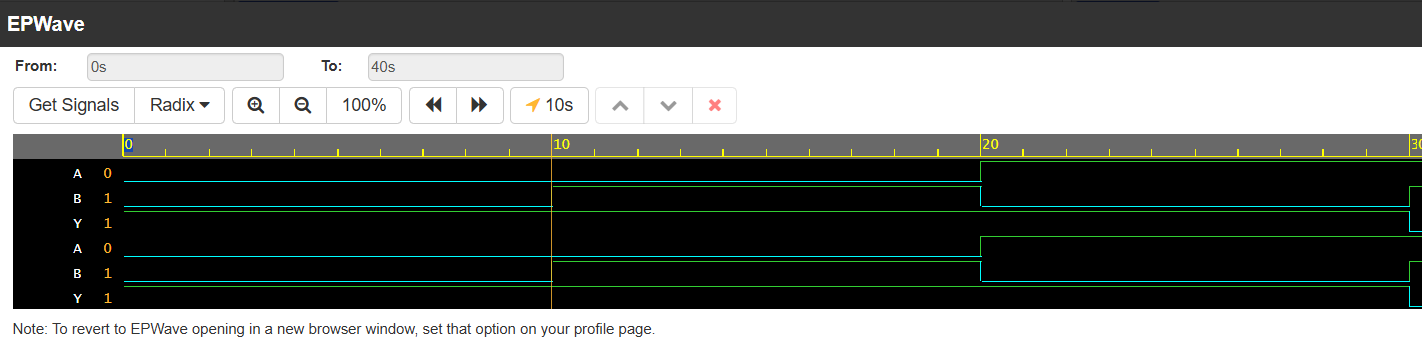 EPWave
From: 0s To: 40s
Get Signals Radix 100% 10s
0 10 20 30
A 0
B 1
Y 1
A 0
B 1
Y 1
Note: To revert to EPWave opening in a new browser window, set that option on your profile page.